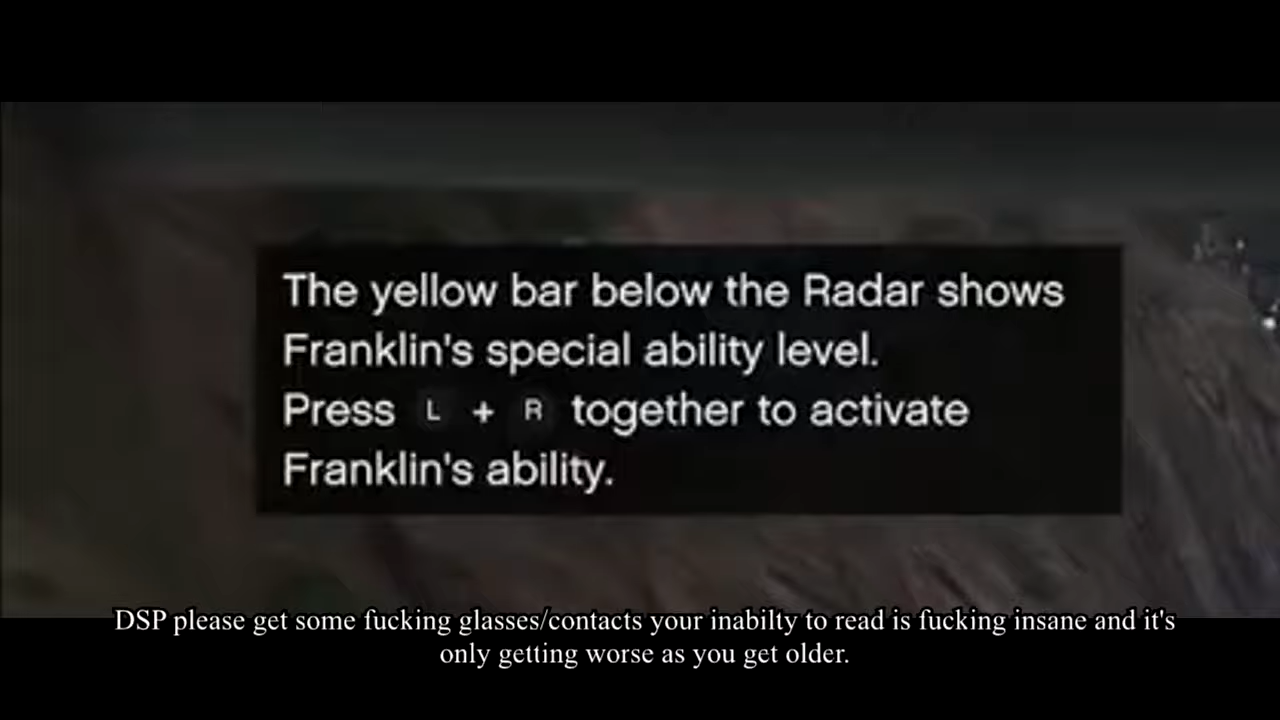 The yellow bar below the Radar shows
Franklin's special ability level.
Press L + R together to activate
Franklin's ability.
DSP please get some fucking glasses/contacts your inabilty to read is fucking insane and it's
only getting worse as you get older.